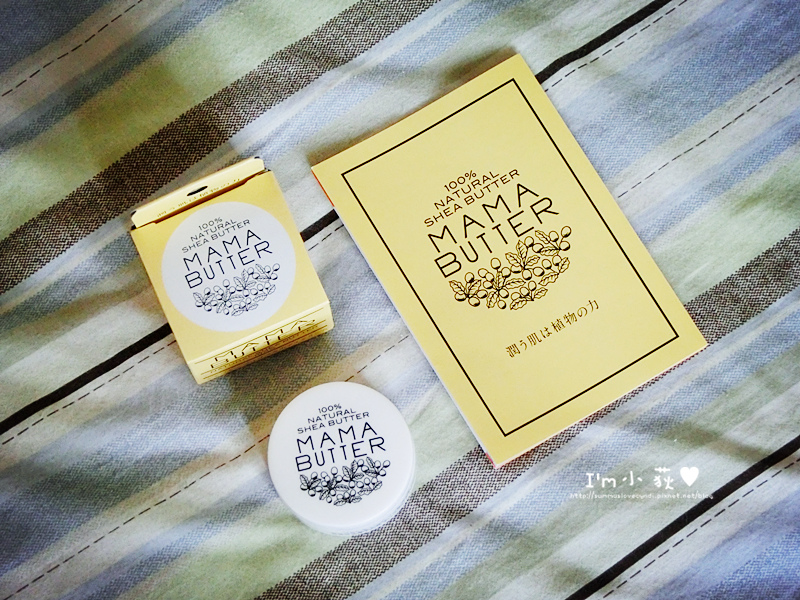 100%
NATURAL
SHEA BUTTER
MAMA
BUTTER
100%
NATURAL
SHEA BUTTER
MAMA
BUTTER
潤う肌は植物の力
100%
NATURAL
SHEA BUTTER
MAMA
BUTTER
I'm 小荻